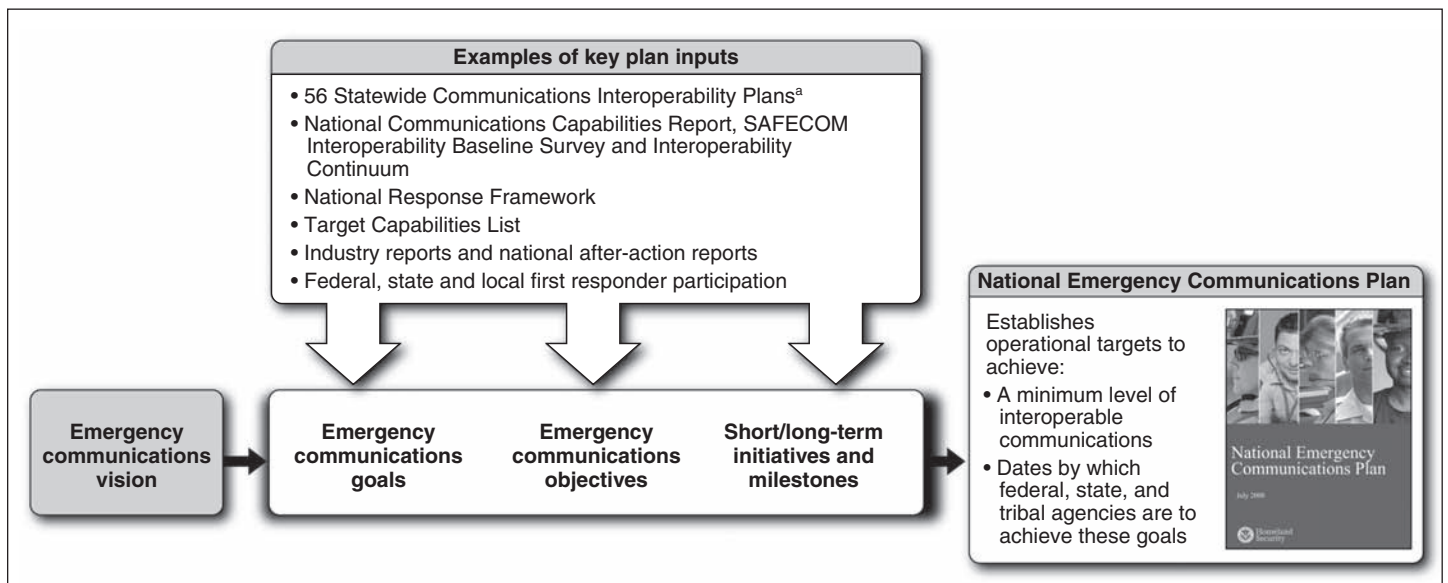 Examples of key plan inputs
• 56 Statewide Communications Interoperability Plansa
• National Communications Capabilities Report, SAFECOM
Interoperability Baseline Survey and Interoperability
Continuum
• National Response Framework
• Target Capabilities List
• Industry reports and national after-action reports
• Federal, state and local first responder participation
Emergency
communications
vision
Emergency
communications
goals
Emergency
communications
objectives
Short/long-term
initiatives and
milestones
National Emergency Communications Plan
Establishes
operational targets to
achieve:
• A minimum level of
interoperable
communications
• Dates by which
federal, state, and
tribal agencies are to
achieve these goals
National Emergency
Communications Plan
July 2008
Homeland
Security